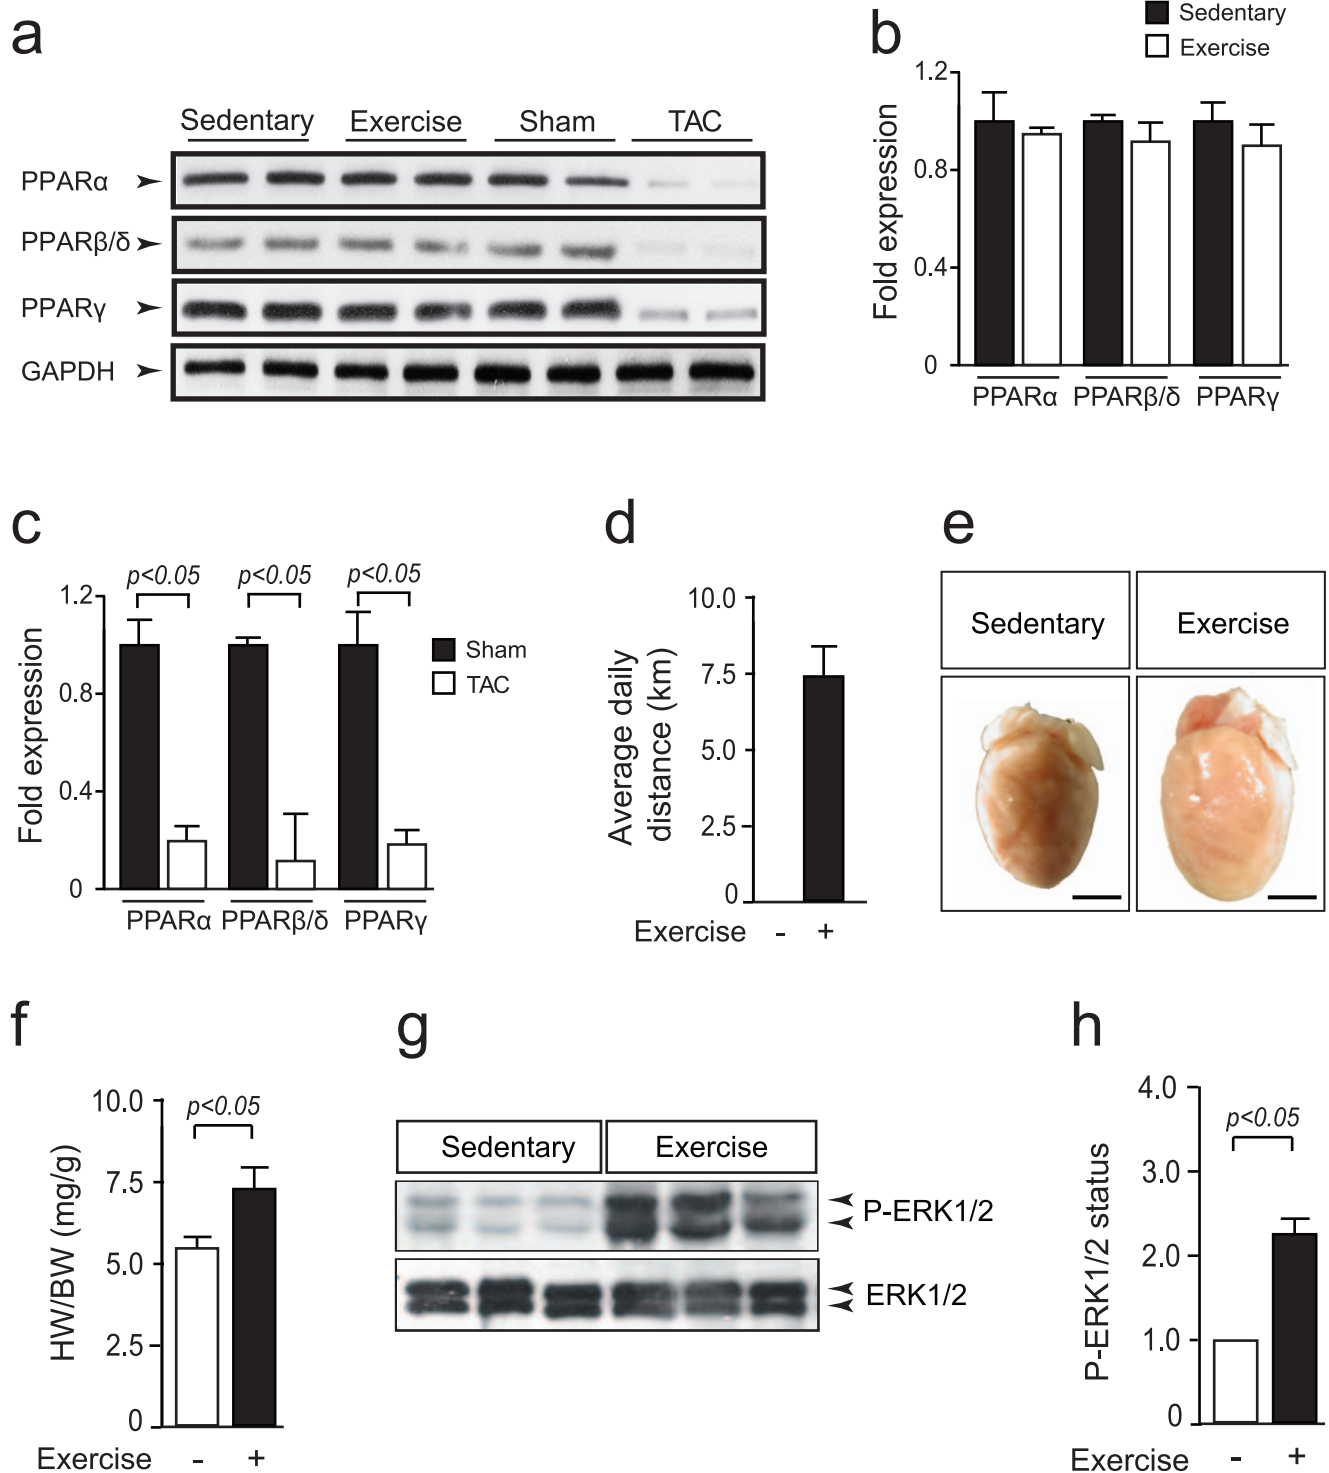 a
Sedentary Exercise Sham TAC
PPARα
PPARβ/δ
PPARγ
GAPDH
b
Sedentary
Exercise
Fold expression
1.2
0.8
0.4
0
PPARα PPARβ/δ PPARγ
c
p<0.05 p<0.05 p<0.05
Fold expression
1.2
0.8
0.4
0
Sham
TAC
PPARα PPARβ/δ PPARγ
d
Average daily
distance (km)
10.0
7.5
5.0
2.5
0
Exercise - +
e
Sedentary Exercise
f
p<0.05
HW/BW (mg/g)
10.0
7.5
5.0
2.5
0
Exercise - +
g
Sedentary Exercise
P-ERK1/2
ERK1/2
h
p<0.05
P-ERK1/2 status
4.0
3.0
2.0
1.0
0
Exercise - +